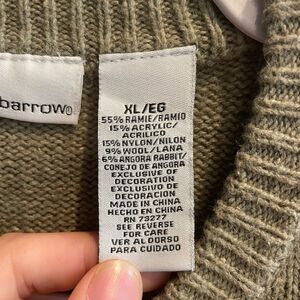 barrow®
XL/EG
55% RAMIE/RAMIO
15% ACRYLIC/
ACRILICO
15% NYLON/NILON
9% WOOL/LANA
6% ANGORA RABBIT/
CONEJO DE ANGORA
EXCLUSIVE OF
DECORATION
EXCLUSIVO DE
DECORACION
MADE IN CHINA
HECHO EN CHINA
RN 73277
SEE REVERSE
FOR CARE
VER AL DORSO
PARA CUIDADO